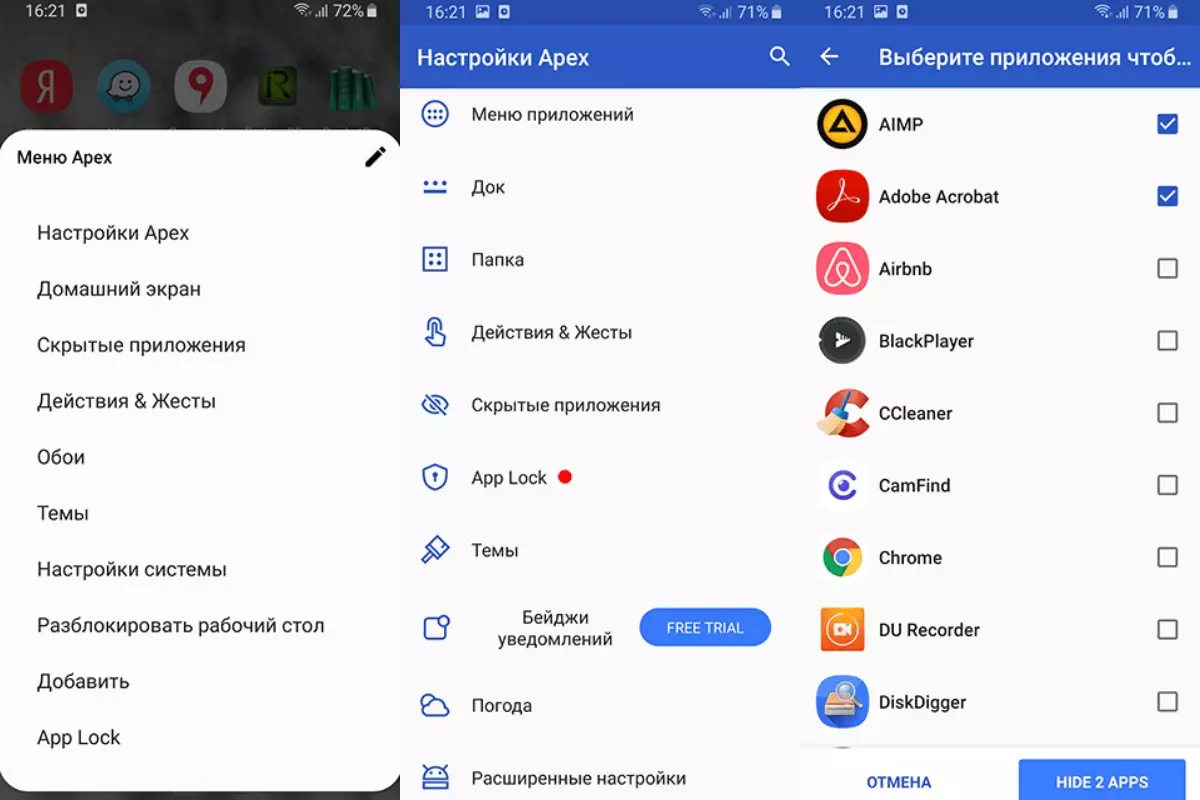 16:21
72%
Я
Меню Apex
Настройки Apex
Домашний экран
Скрытые приложения
Действия & Жесты
Обои
Темы
Настройки системы
Разблокировать рабочий стол
Добавить
App Lock
16:21
71%
Настройки Apex
Меню приложений
Док
Папка
Действия & Жесты
Скрытые приложения
App Lock
Темы
Бейджи
уведомлений
FREE TRIAL
Погода
Расширенные настройки
16:21
71%
Выберите приложения чтоб...
AIMP
Adobe Acrobat
Airbnb
BlackPlayer
CCleaner
CamFind
Chrome
DU Recorder
DiskDigger
ОТМЕНА
HIDE 2 APPS